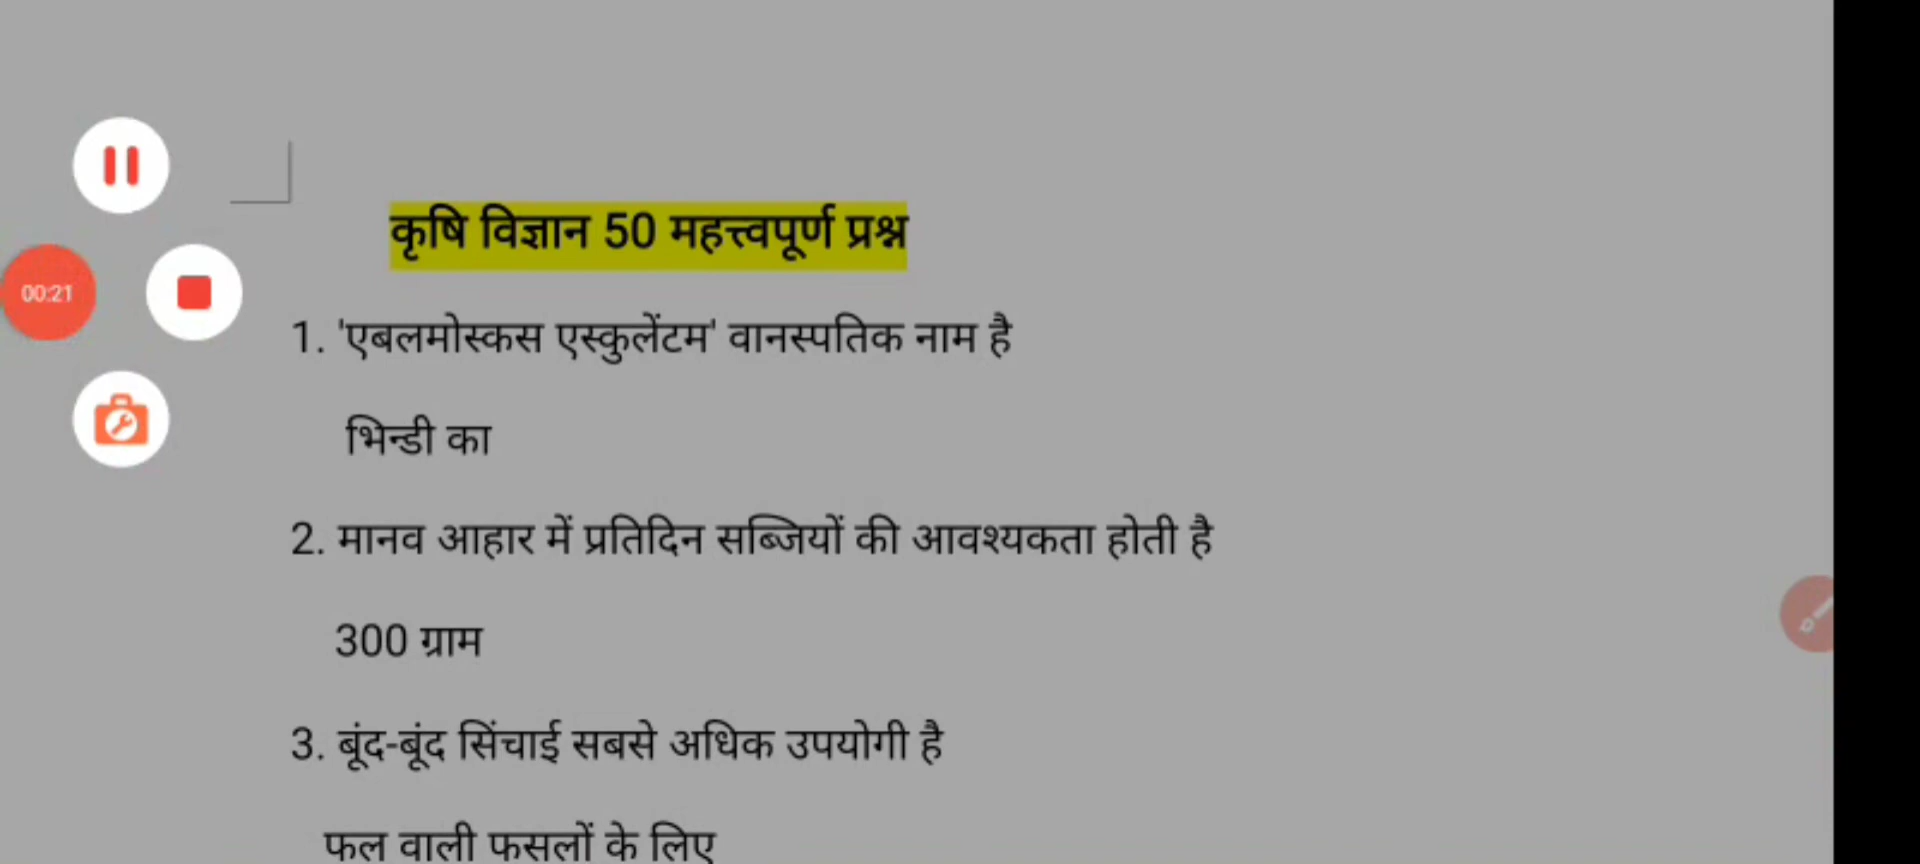 कृषि विज्ञान 50 महत्त्वपूर्ण प्रश्न
00:21
1. 'एबलमोस्कस एस्कुलेंटम' वानस्पतिक नाम है
भिन्डी का
2. मानव आहार में प्रतिदिन सब्जियों की आवश्यकता होती है
300 ग्राम
3. बूंद-बूंद सिंचाई सबसे अधिक उपयोगी है
फल वाली फसलों के लिए